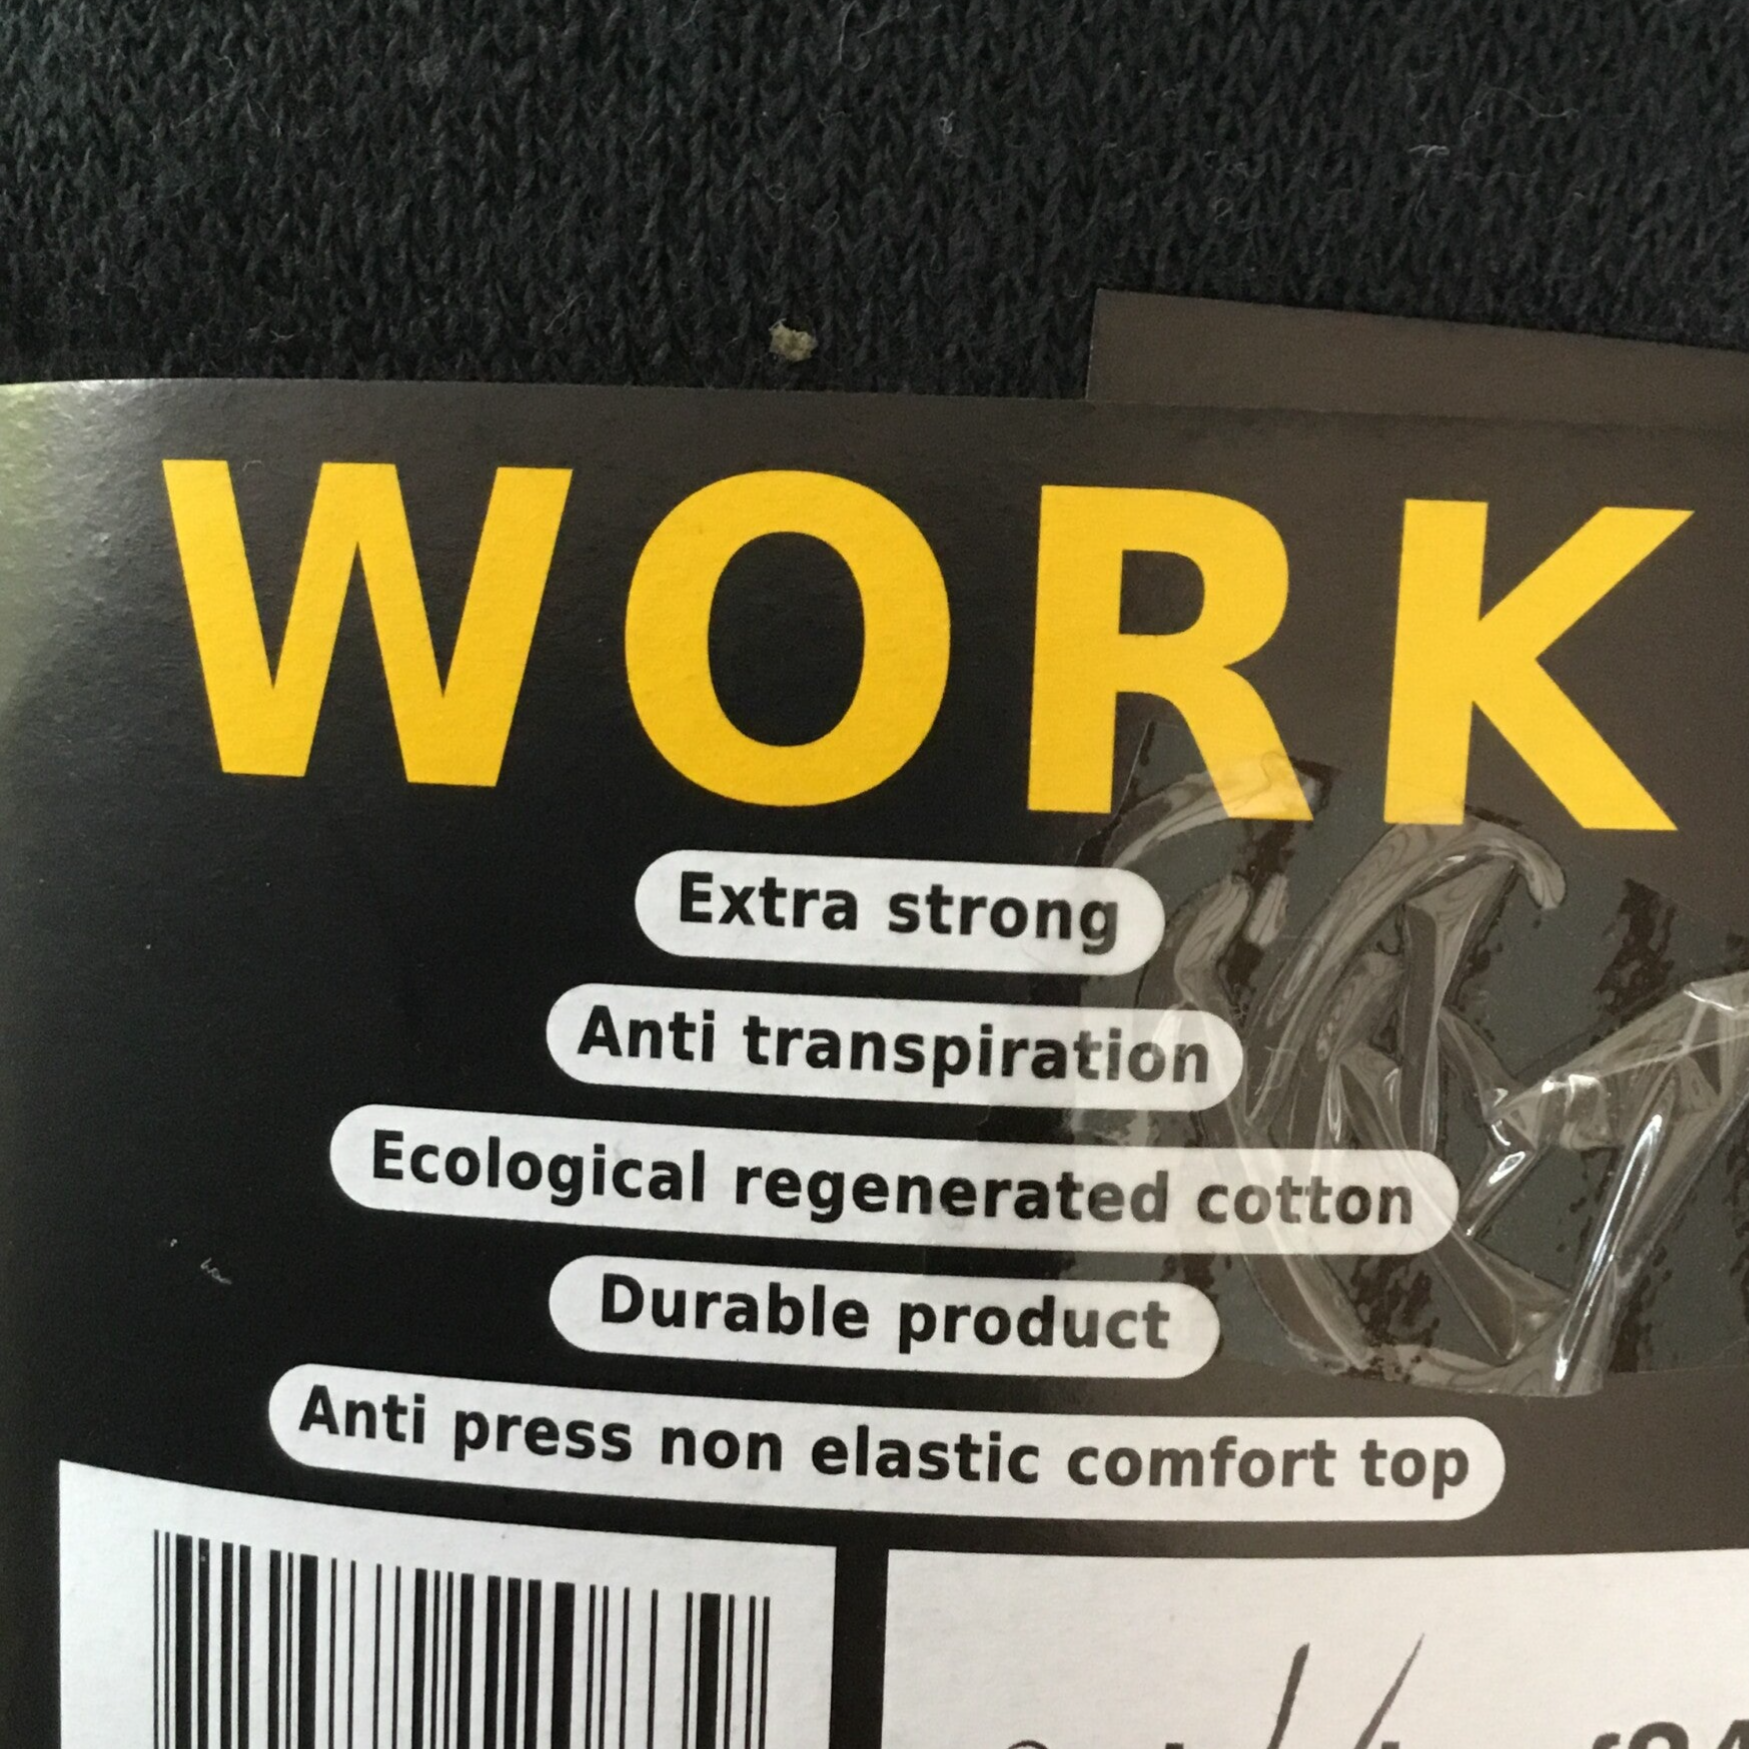 WORK
Extra strong
Anti transpiration
Ecological regenerated cotton
Durable product
Anti press non elastic comfort top